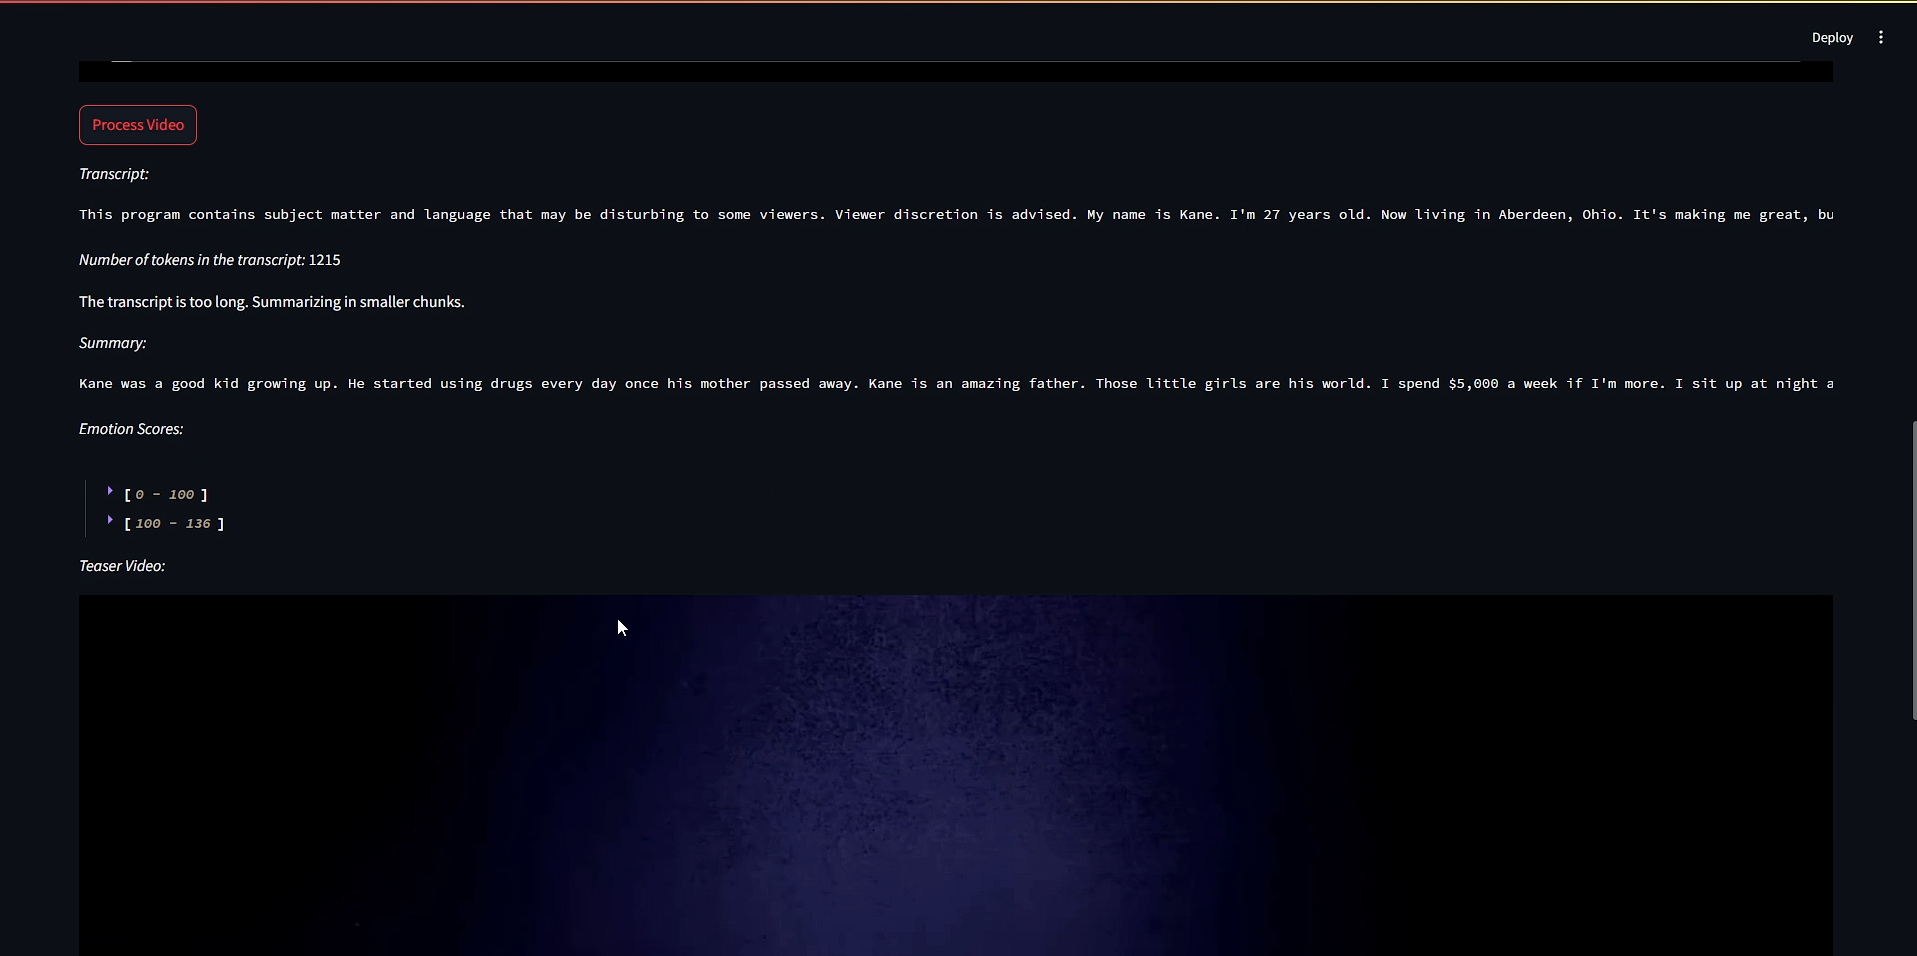 Deploy
Process Video
Transcript:
This program contains subject matter and language that may be disturbing to some viewers. Viewer discretion is advised. My name is Kane. I'm 27 years old. Now living in Aberdeen, Ohio. It's making me great, bu
Number of tokens in the transcript: 1215
The transcript is too long. Summarizing in smaller chunks.
Summary:
Kane was a good kid growing up. He started using drugs every day once his mother passed away. Kane is an amazing father. Those little girls are his world. I spend $5,000 a week if I'm more. I sit up at night a
Emotion Scores:
[ 0 - 100 ]
[ 100 - 136 ]
Teaser Video: